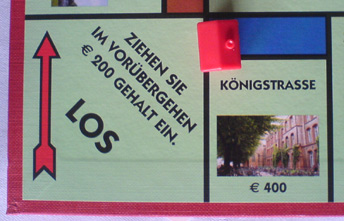 ZIEHEN SIE
IM VORÜBERGEHEN
€ 200 GEHALT EIN.
LOS
KÖNIGSTRASSE
€ 400